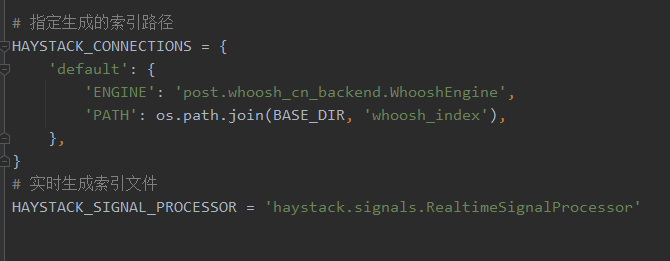 # 指定生成的索引路径
HAYSTACK_CONNECTIONS = {
    'default': {
        'ENGINE': 'post.whoosh_cn_backend.WhooshEngine',
        'PATH': os.path.join(BASE_DIR, 'whoosh_index'),
    },
}
# 实时生成索引文件
HAYSTACK_SIGNAL_PROCESSOR = 'haystack.signals.RealtimeSignalProcessor'